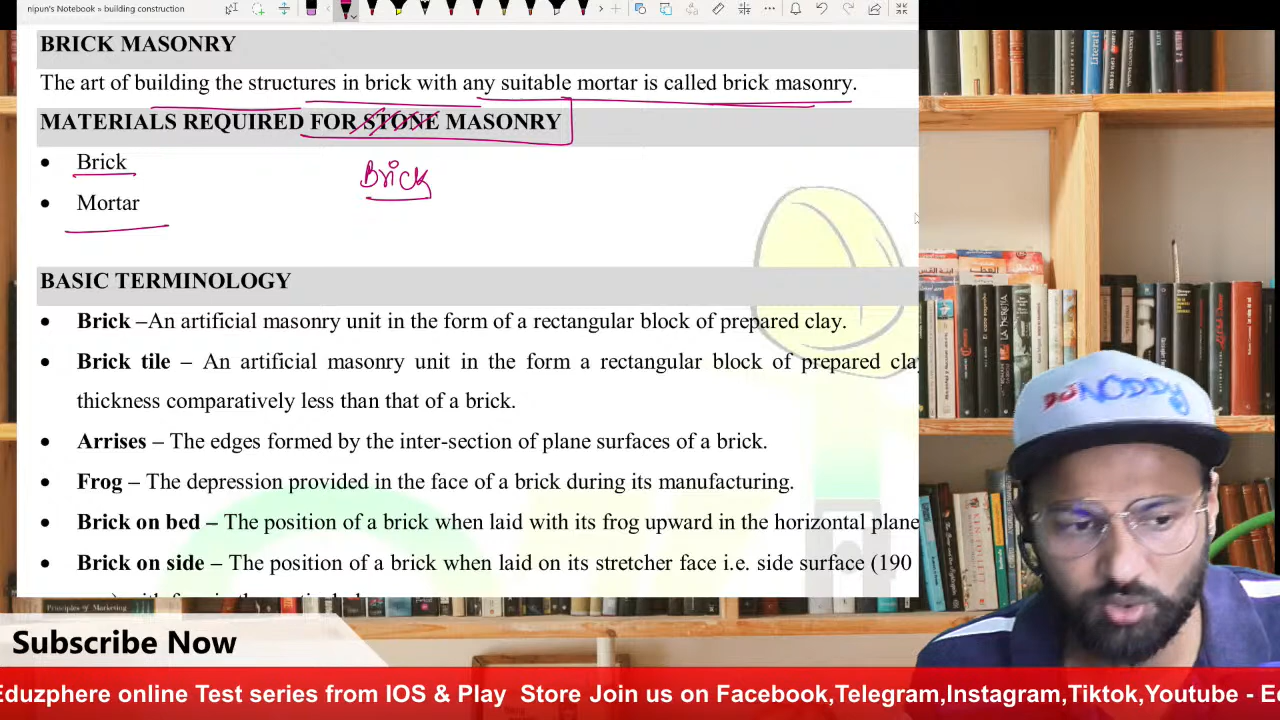 nipun's Notebook » building construction
BRICK MASONRY
The art of building the structures in brick with any suitable mortar is called brick masonry.
MATERIALS REQUIRED FOR STONE MASONRY
• Brick
Brick
• Mortar
BASIC TERMINOLOGY
• Brick –An artificial masonry unit in the form of a rectangular block of prepared clay.
• Brick tile – An artificial masonry unit in the form a rectangular block of prepared clay
thickness comparatively less than that of a brick.
• Arrises – The edges formed by the inter-section of plane surfaces of a brick.
• Frog – The depression provided in the face of a brick during its manufacturing.
• Brick on bed – The position of a brick when laid with its frog upward in the horizontal plane
• Brick on side – The position of a brick when laid on its stretcher face i.e. side surface (190
NODDY
Principles of Marketing
Subscribe Now
Eduzphere online Test series from IOS & Play Store Join us on Facebook,Telegram,Instagram,Tiktok,Youtube - Ed